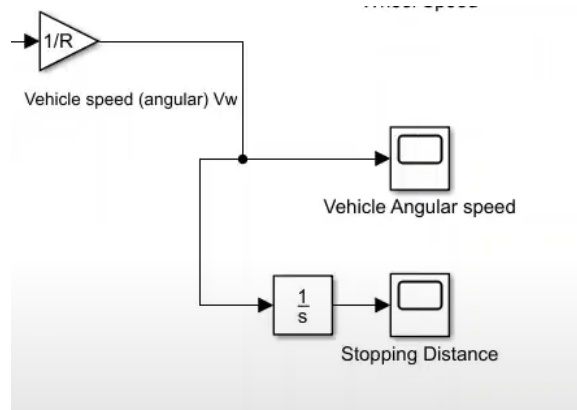 1/R
Vehicle speed (angular) Vw
Vehicle Angular speed
1
s
Stopping Distance